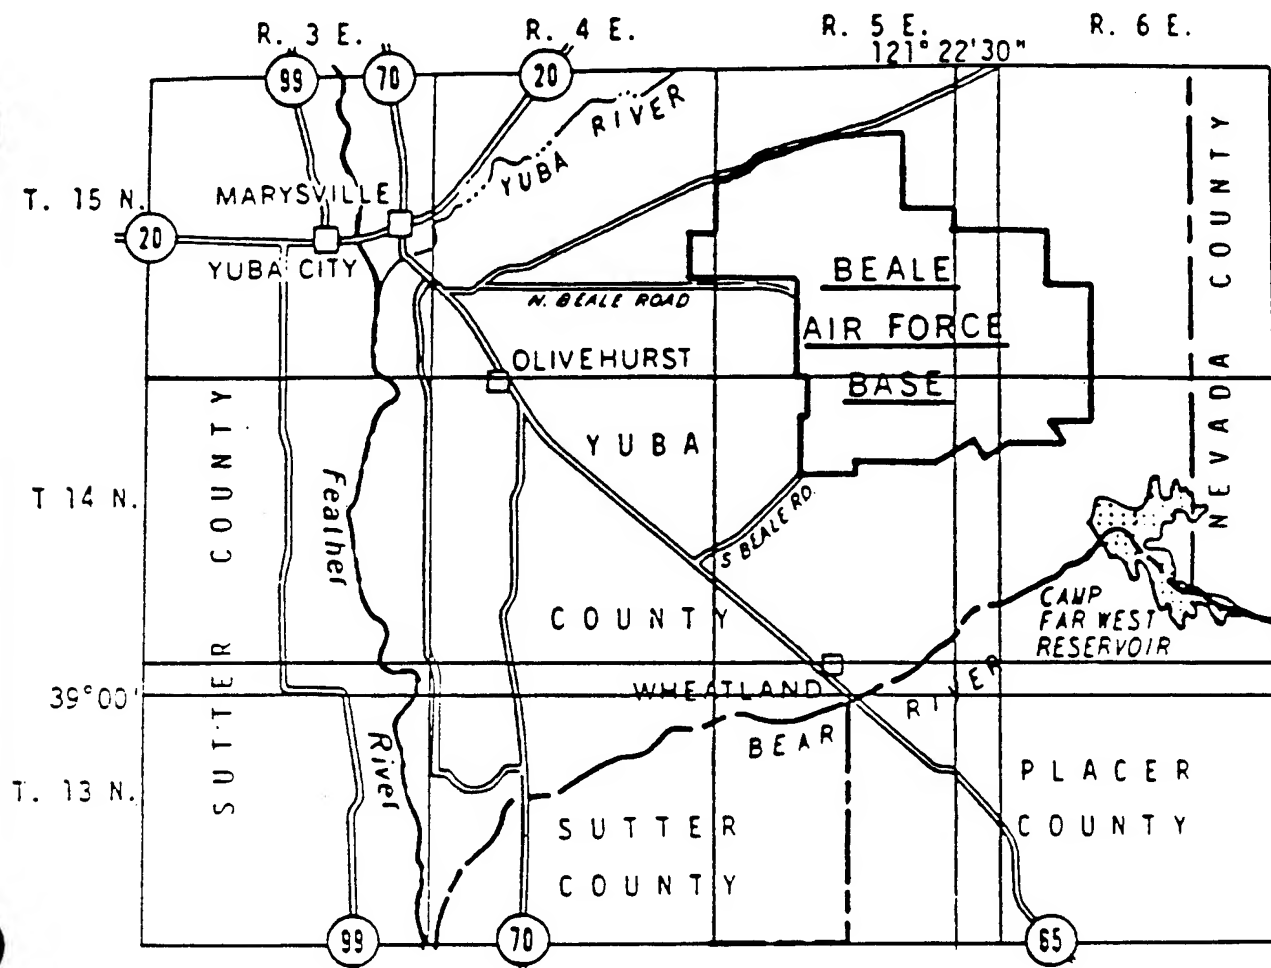 R. 3 E.
R. 4 E.
R. 5 E.
R. 6 E.
121° 22'30"
99
70
20
YUBA RIVER
T. 15 N.
MARYSVILLE
20
YUBA CITY
N. BEALE ROAD
BEALE
AIR FORCE
BASE
NEVADA COUNTY
OLIVEHURST
YUBA
COUNTY
SUTTER COUNTY
T 14 N.
Feather
River
S BEALE RD.
CAMP
FAR WEST
RESERVOIR
WHEATLAND
39°00'
BEAR RIVER
T. 13 N.
SUTTER
COUNTY
PLACER
COUNTY
99
70
65